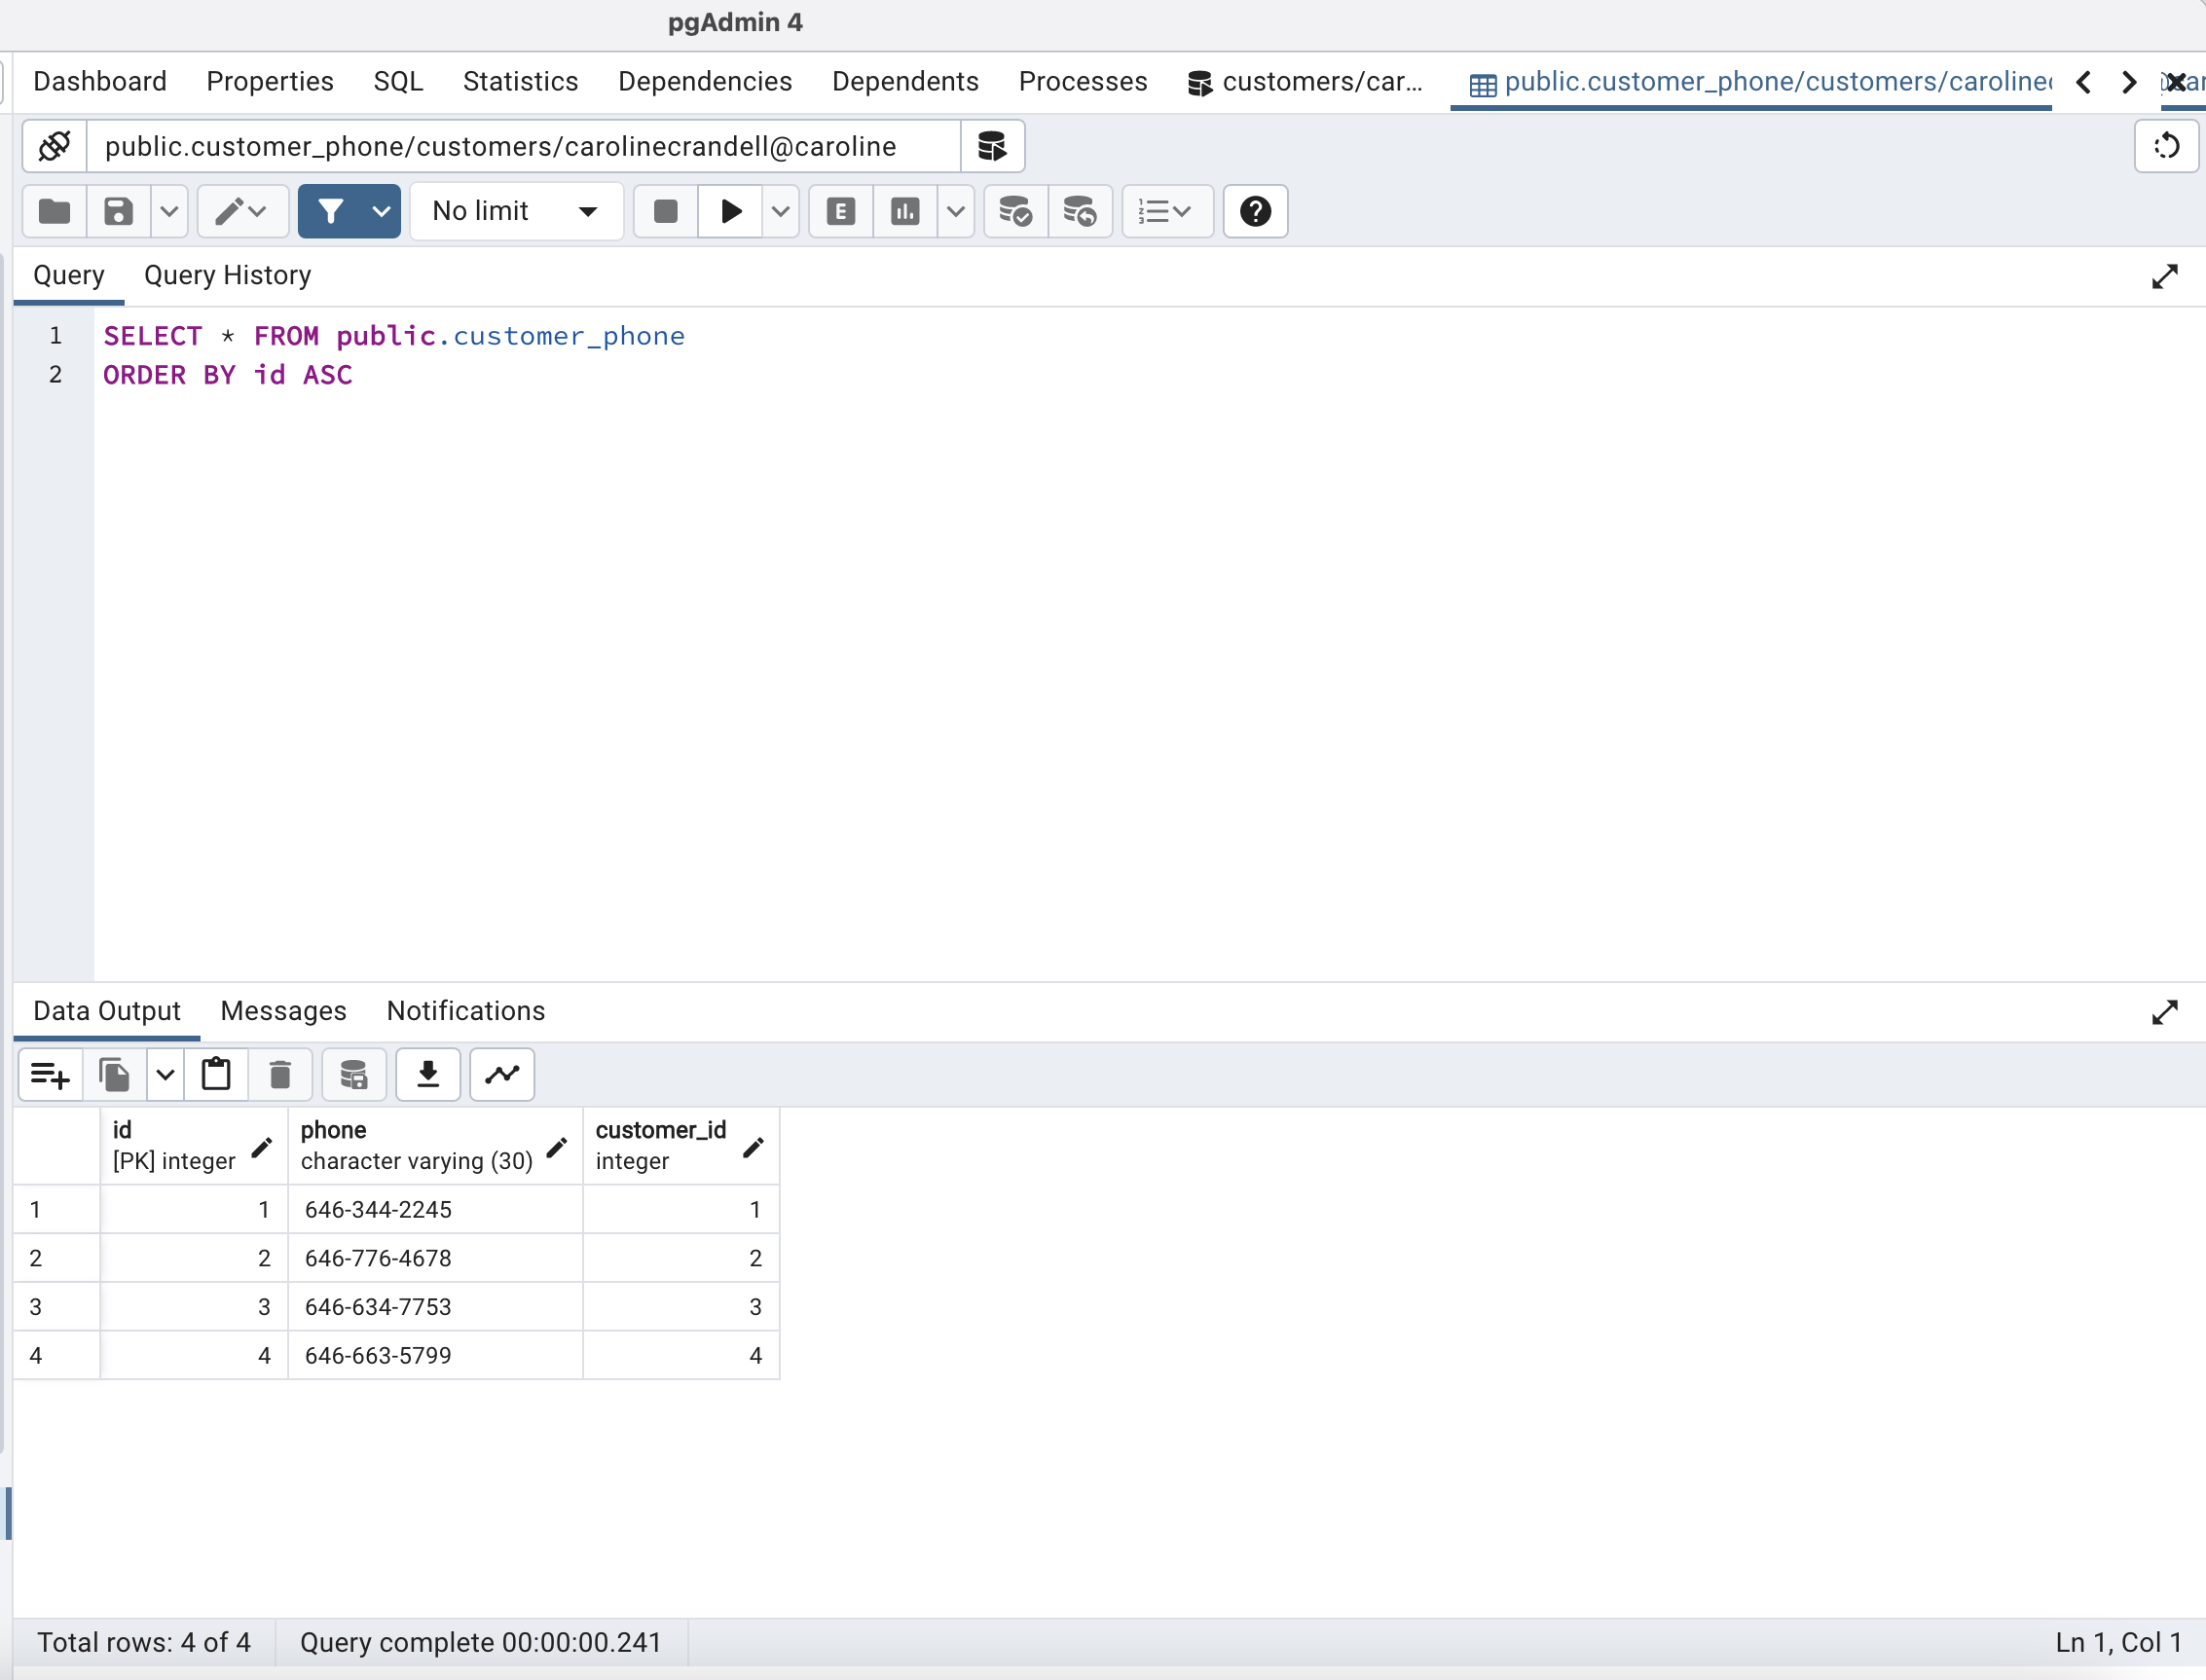 pgAdmin 4
Dashboard Properties SQL Statistics Dependencies Dependents Processes customers/car... public.customer_phone/customers/caroline
public.customer_phone/customers/carolinecrandell@caroline
No limit E
Query Query History
1 SELECT * FROM public.customer_phone
2 ORDER BY id ASC
Data Output Messages Notifications
id phone customer_id
[PK] integer character varying (30) integer
1 1 646-344-2245 1
2 2 646-776-4678 2
3 3 646-634-7753 3
4 4 646-663-5799 4
Total rows: 4 of 4 Query complete 00:00:00.241 Ln 1, Col 1